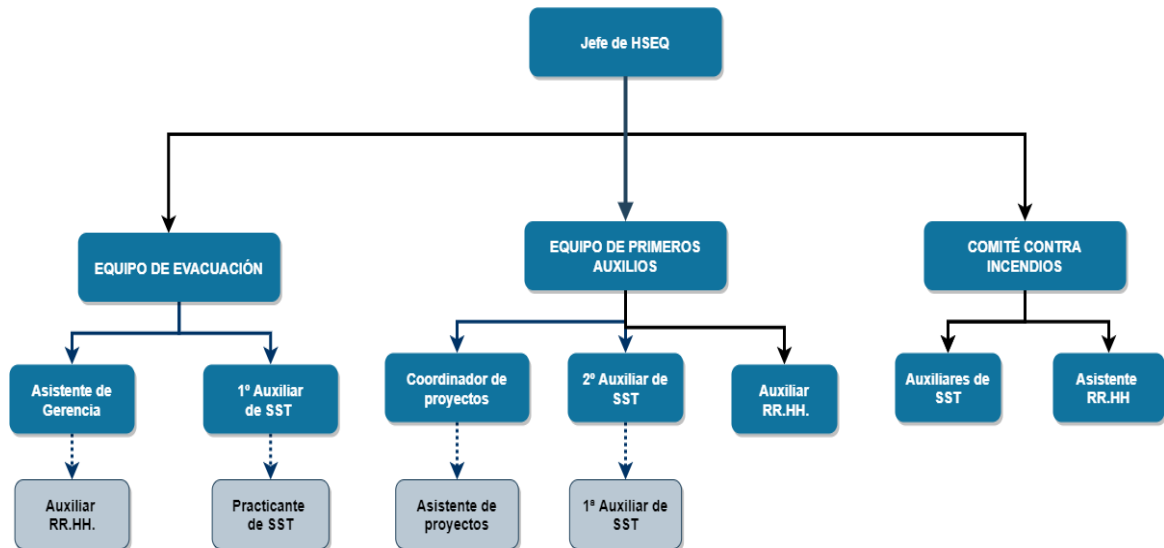 Jefe de HSEQ
EQUIPO DE EVACUACIÓN
EQUIPO DE PRIMEROS
AUXILIOS
COMITÉ CONTRA
INCENDIOS
Asistente de
Gerencia
1º Auxiliar
de SST
Coordinador de
proyectos
2º Auxiliar de
SST
Auxiliar
RR.HH.
Auxiliares de
SST
Asistente
RR.HH
Auxiliar
RR.HH.
Practicante
de SST
Asistente de
proyectos
1ª Auxiliar de
SST